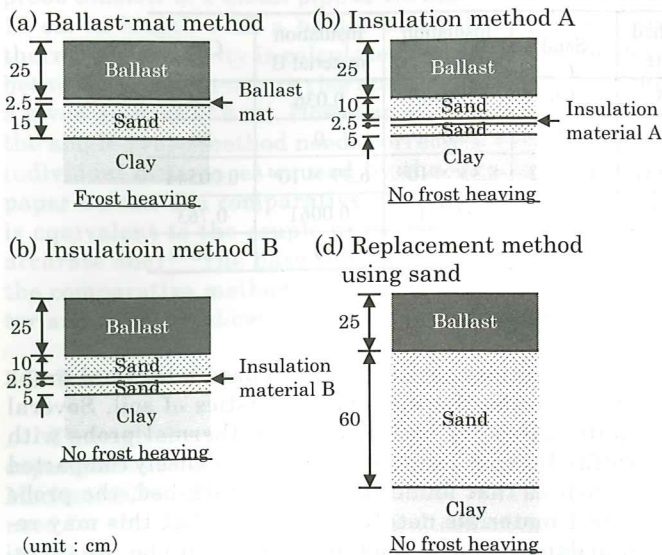 (a) Ballast-mat method
25
Ballast
2.5
15
Sand
Ballast
mat
Clay
Frost heaving
(b) Insulation method A
25
Ballast
10
Sand
2.5
Sand
5
Insulation
material A
Clay
No frost heaving
(b) Insulatioin method B
25
Ballast
10
Sand
2.5
Sand
5
Insulation
material B
Clay
No frost heaving
(unit : cm)
(d) Replacement method
using sand
25
Ballast
60
Sand
Clay
No frost heaving